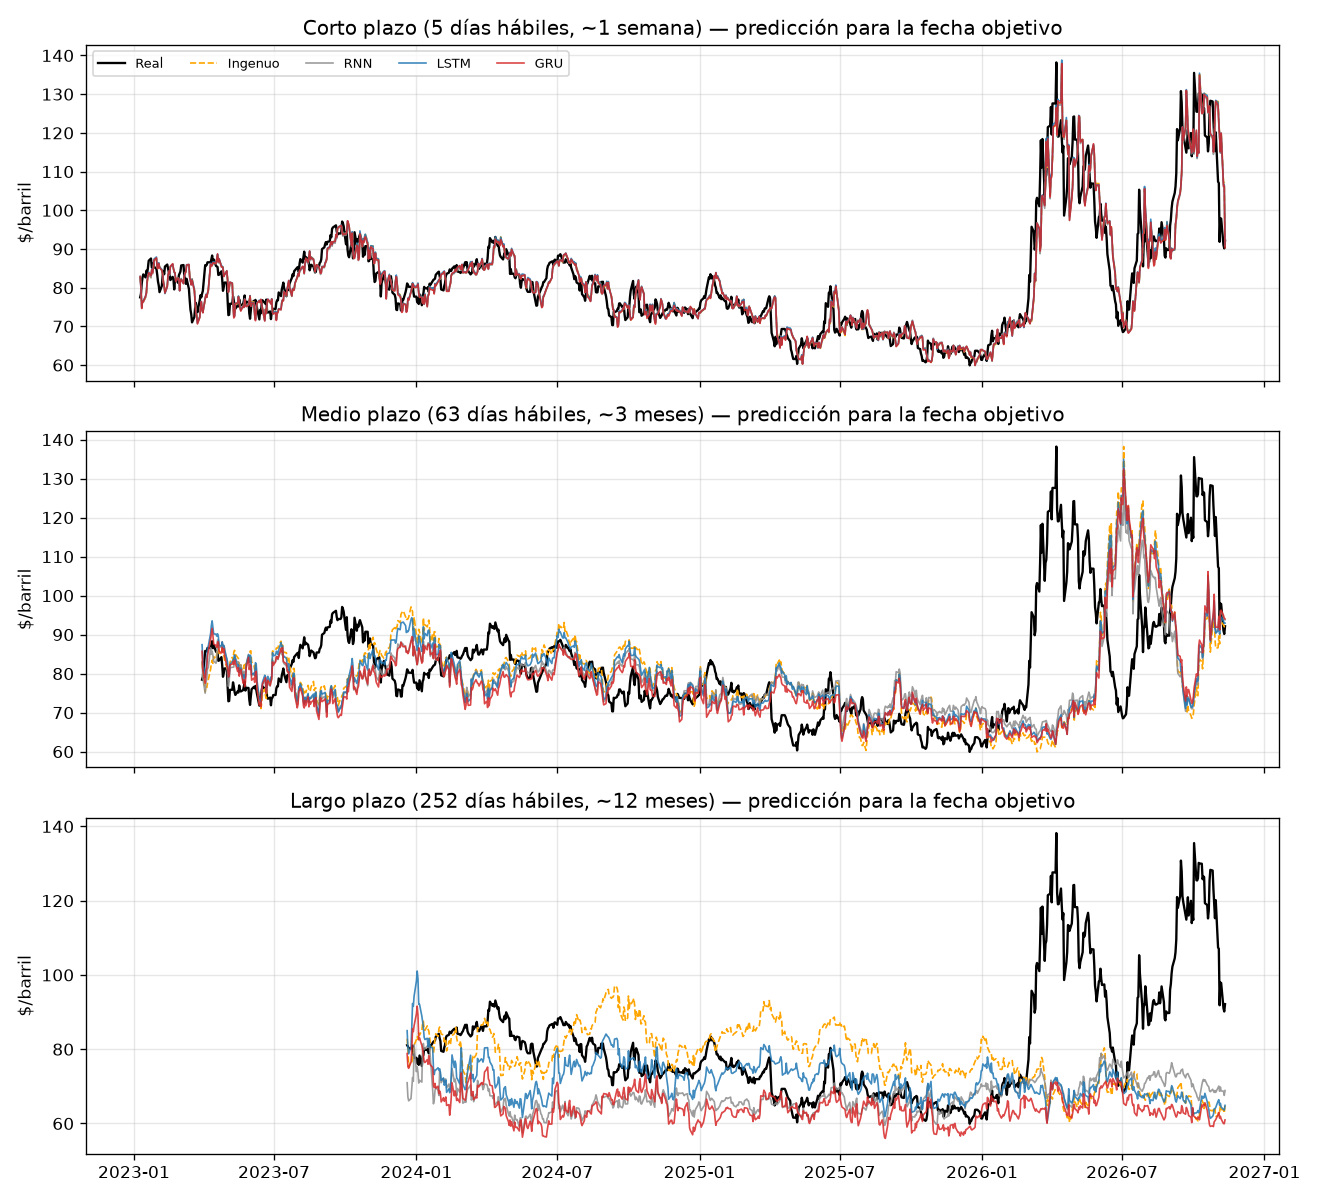 Corto plazo (5 días hábiles, ~1 semana) — predicción para la fecha objetivo
Real Ingenuo RNN LSTM GRU
$/barril
140
130
120
110
100
90
80
70
60
Medio plazo (63 días hábiles, ~3 meses) — predicción para la fecha objetivo
$/barril
140
130
120
110
100
90
80
70
60
Largo plazo (252 días hábiles, ~12 meses) — predicción para la fecha objetivo
$/barril
140
120
100
80
60
2023-01 2023-07 2024-01 2024-07 2025-01 2025-07 2026-01 2026-07 2027-01